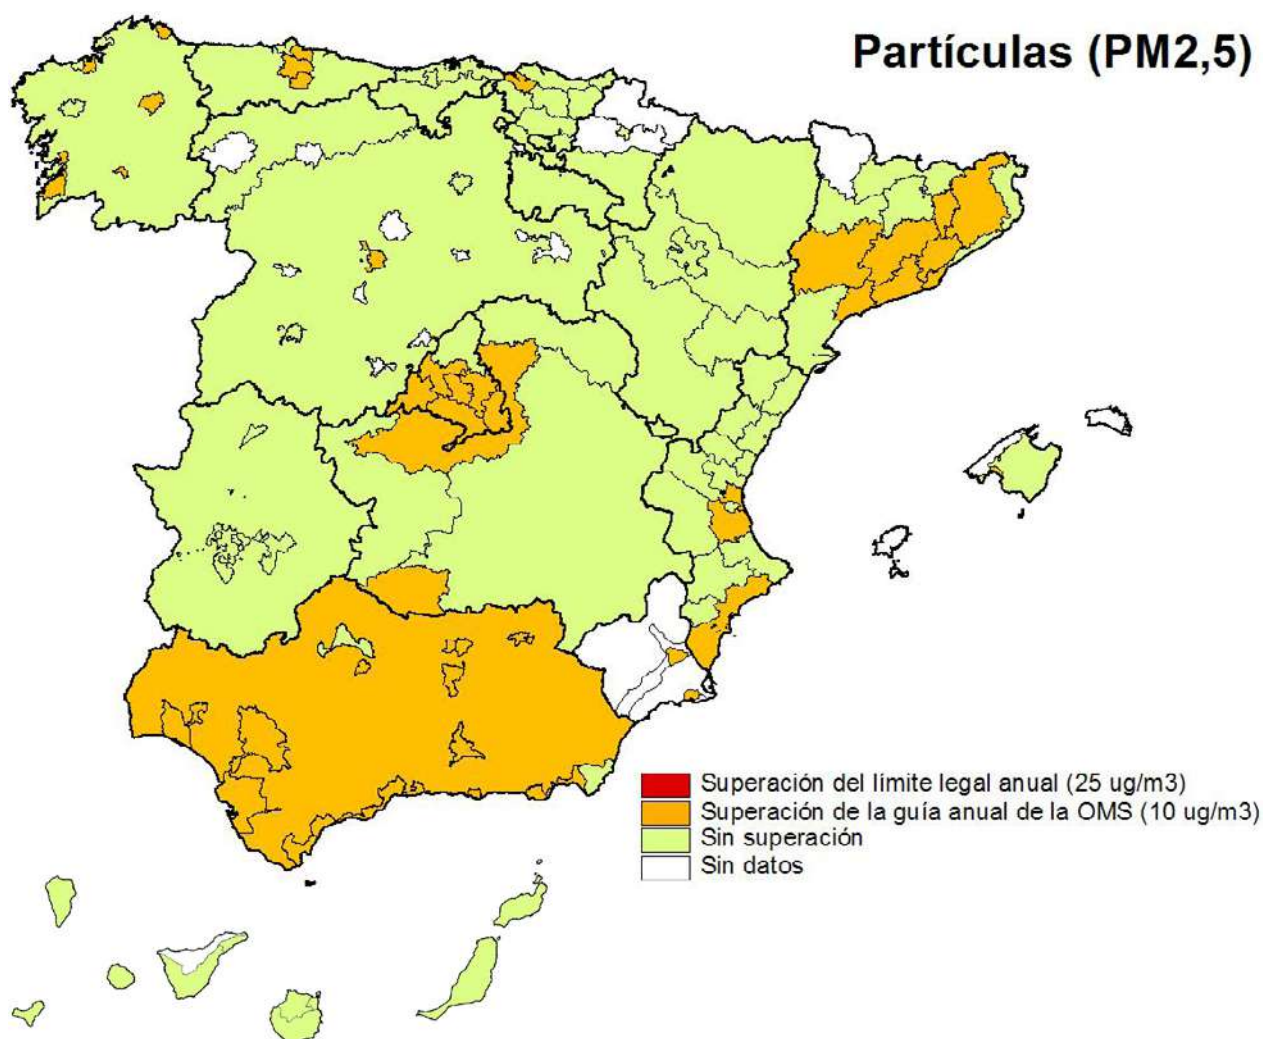 Partículas (PM2,5)
Superación del límite legal anual (25 ug/m3)
Superación de la guía anual de la OMS (10 ug/m3)
Sin superación
Sin datos